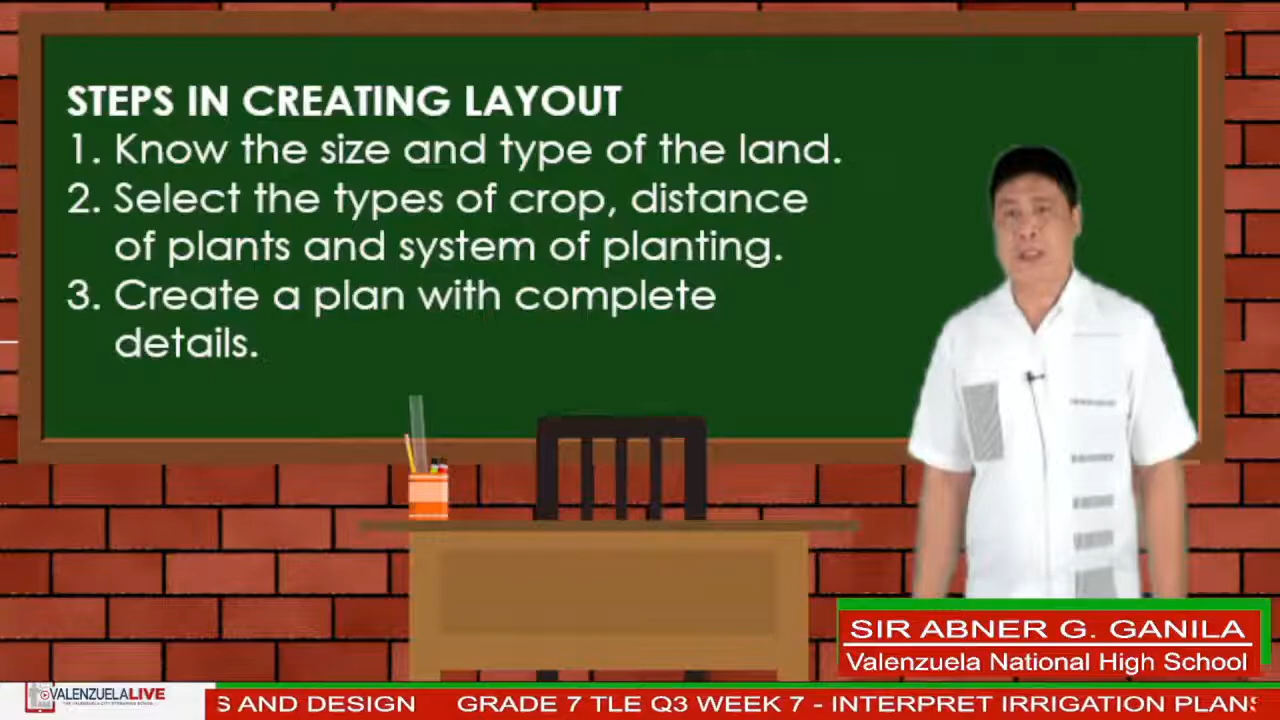 STEPS IN CREATING LAYOUT
1. Know the size and type of the land.
2. Select the types of crop, distance
of plants and system of planting.
3. Create a plan with complete
details.
SIR ABNER G. GANILA
Valenzuela National High School
VALENZUELALIVE
S AND DESIGN GRADE 7 TLE Q3 WEEK 7 - INTERPRET IRRIGATION PLANS